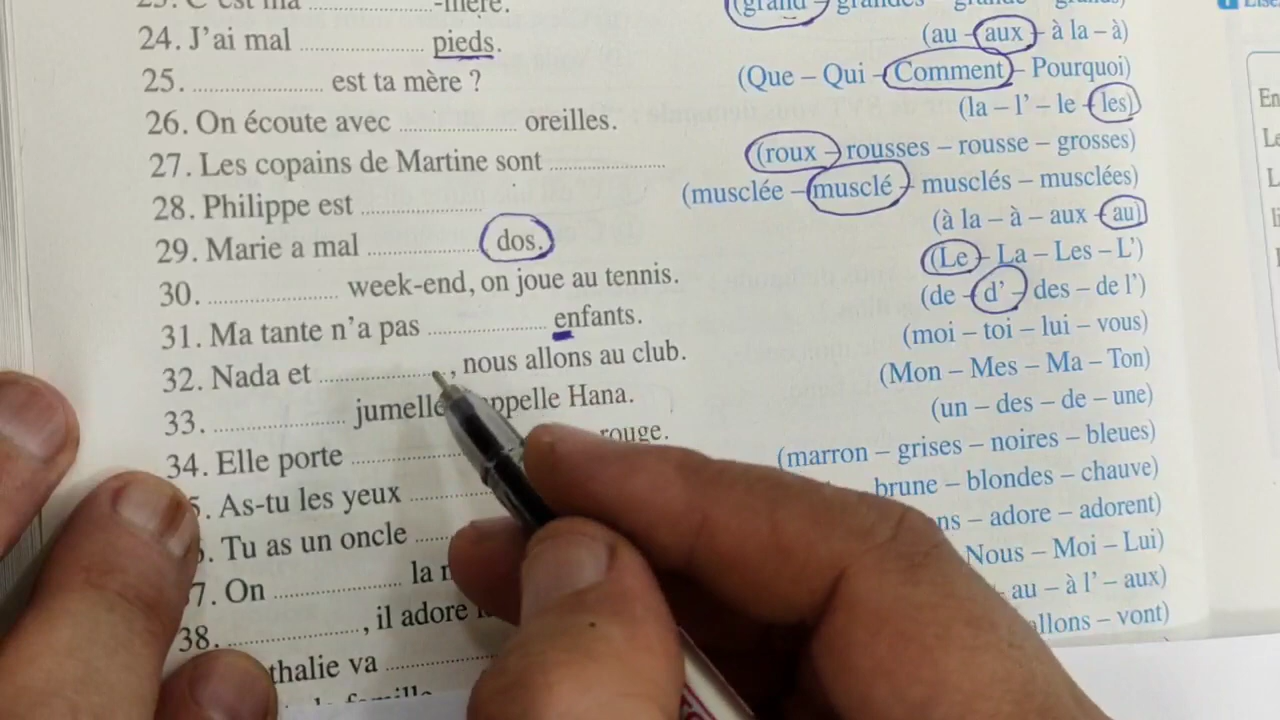 -mère. (grand – grandes
24. J'ai mal .................... pieds. (au – aux – à la – à)
25. .................... est ta mère ? (Que – Qui – Comment – Pourquoi)
26. On écoute avec .................... oreilles. (la – l' – le – les)
27. Les copains de Martine sont .................... (roux – rousses – rousse – grosses)
28. Philippe est .................... (musclée – musclé – musclés – musclées)
29. Marie a mal .................... dos. (à la – à – aux – au)
30. .................... week-end, on joue au tennis. (Le – La – Les – L')
31. Ma tante n'a pas .................... enfants. (de – d' – des – de l')
32. Nada et ...................., nous allons au club. (moi – toi – lui – vous)
33. .................... jumelle appelle Hana. (Mon – Mes – Ma – Ton)
34. Elle porte .................... rouge. (un – des – de – une)
5. As-tu les yeux .................... (marron – grises – noires – bleues)
Tu as un oncle .................... brune – blondes – chauve)
7. On .................... la – adore – adorent)
38. ...................., il adore Nous – Moi – Lui)
thalie va .................... au – à l' – aux)
– vont)